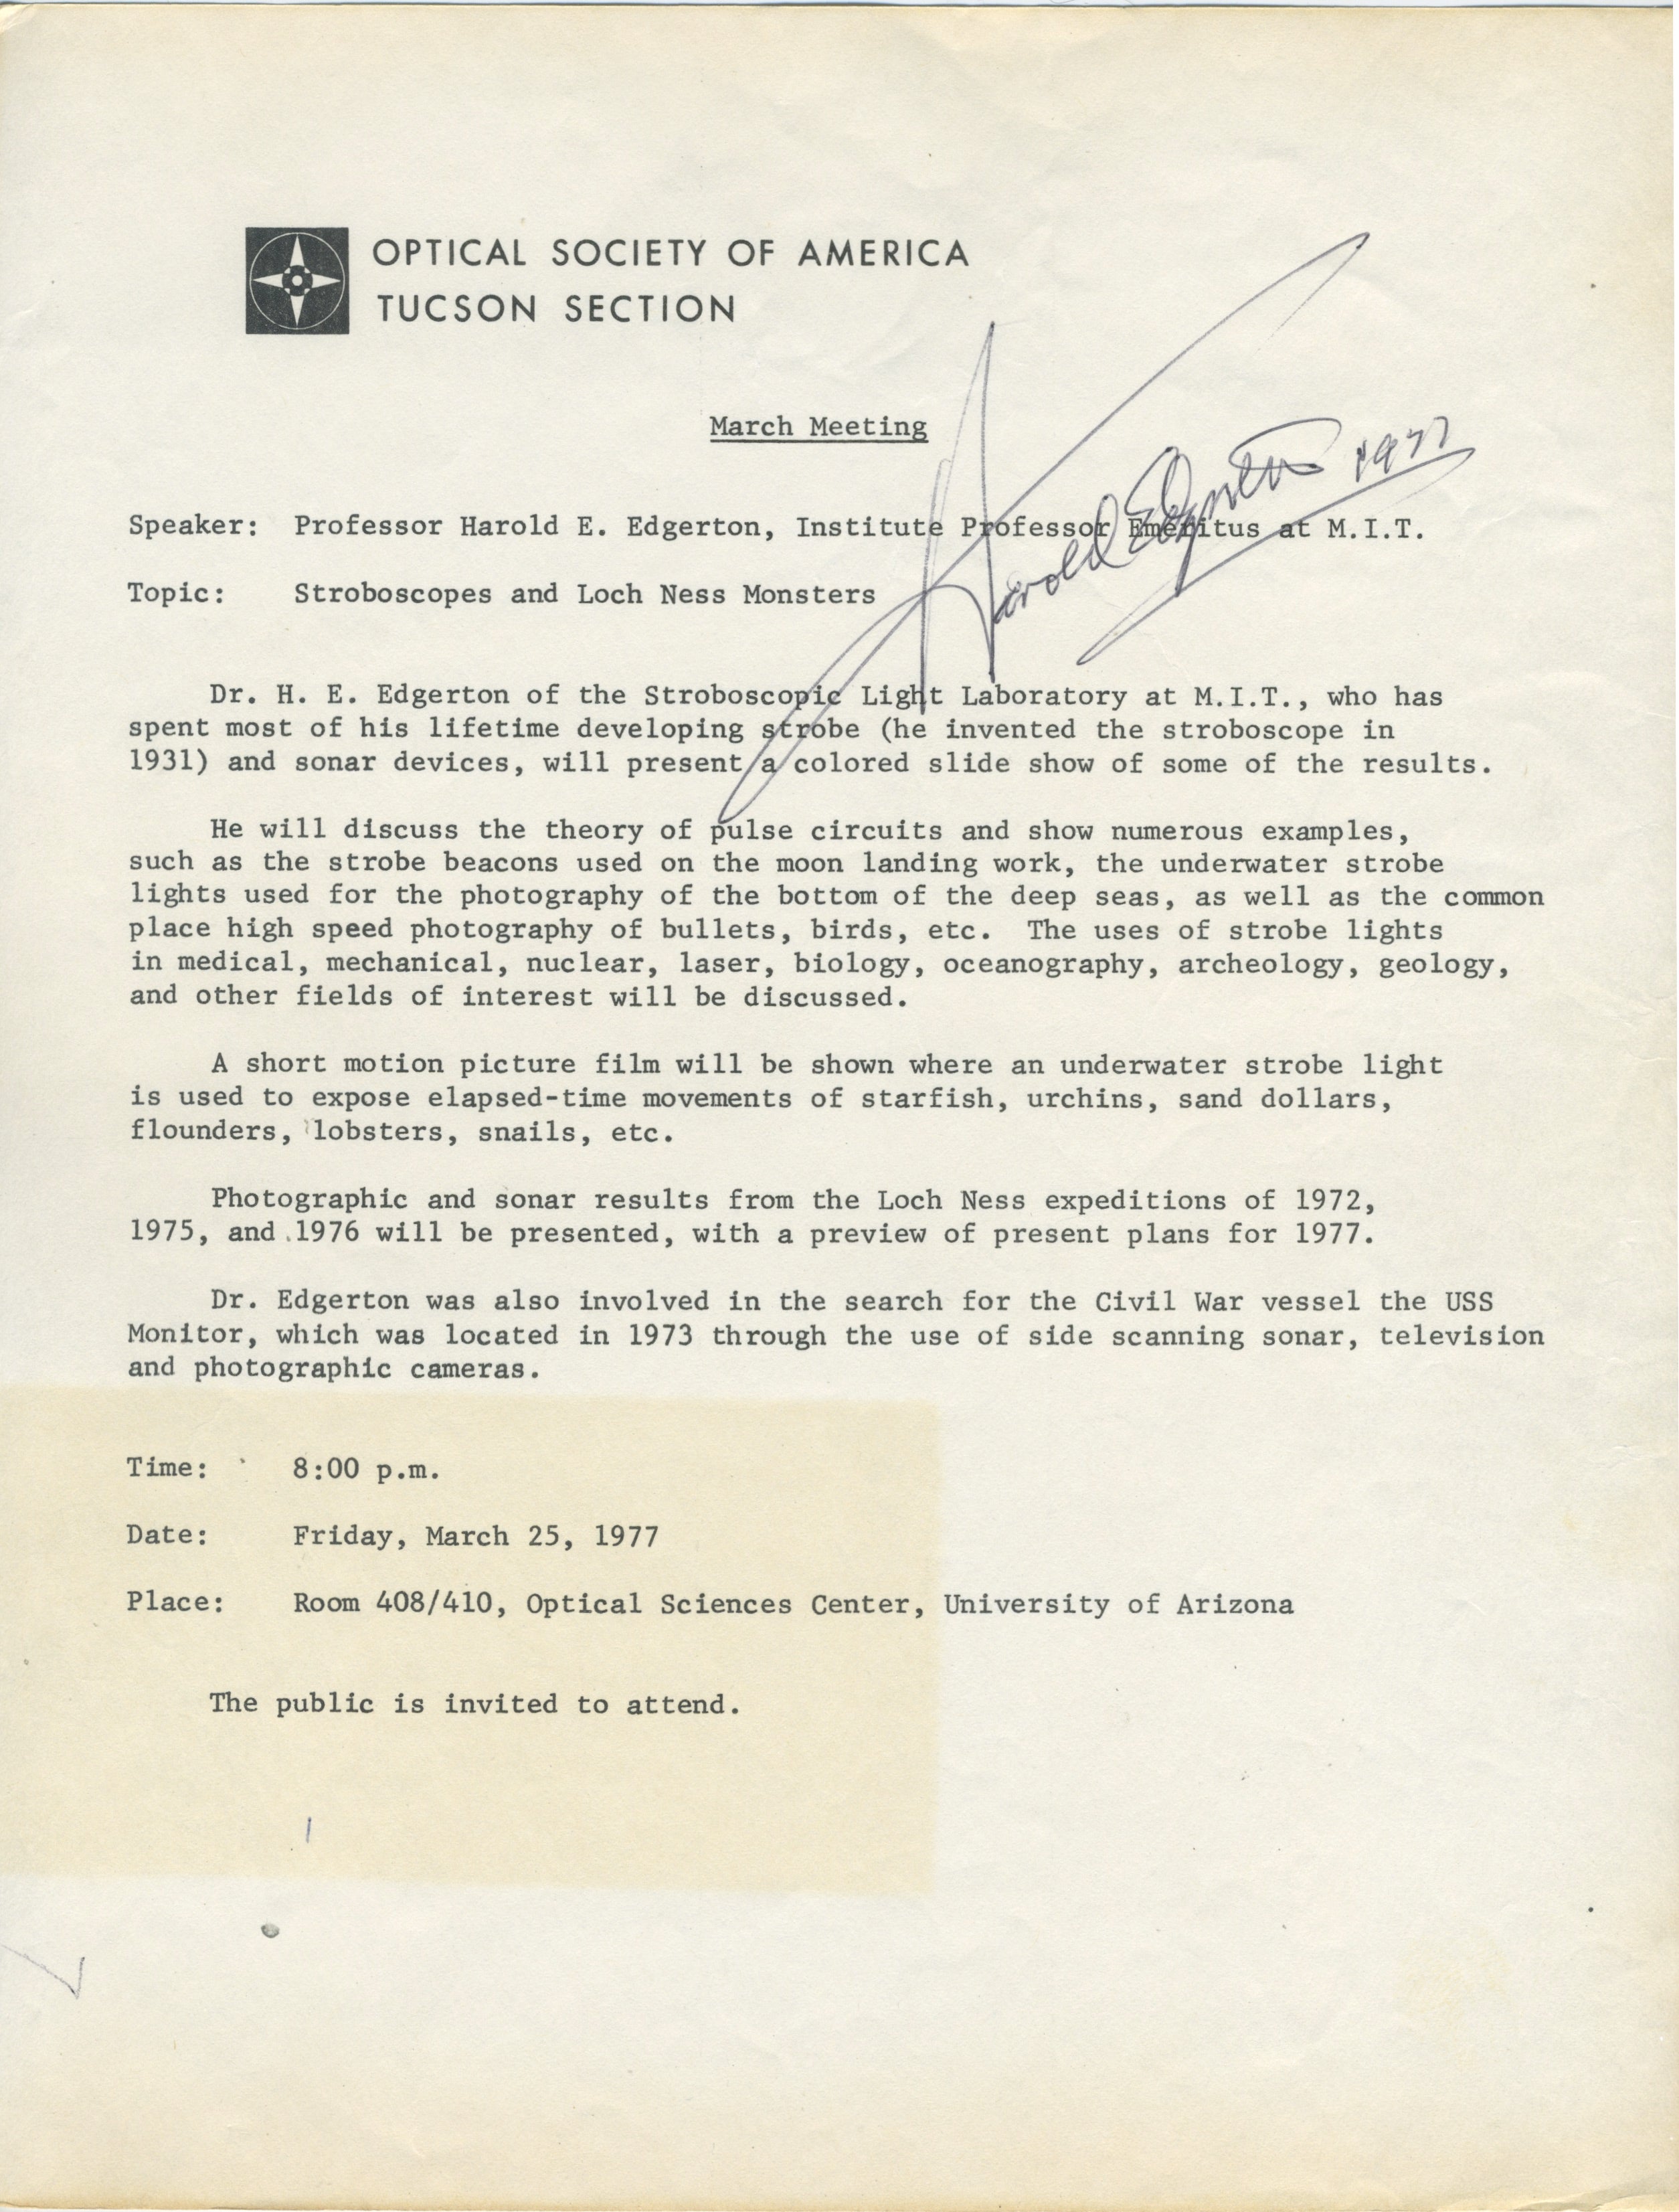 OPTICAL SOCIETY OF AMERICA
TUCSON SECTION
March Meeting
Harold Edgerton 1977
Speaker: Professor Harold E. Edgerton, Institute Professor Emeritus at M.I.T.
Topic: Stroboscopes and Loch Ness Monsters
Dr. H. E. Edgerton of the Stroboscopic Light Laboratory at M.I.T., who has
spent most of his lifetime developing strobe (he invented the stroboscope in
1931) and sonar devices, will present a colored slide show of some of the results.
He will discuss the theory of pulse circuits and show numerous examples,
such as the strobe beacons used on the moon landing work, the underwater strobe
lights used for the photography of the bottom of the deep seas, as well as the common
place high speed photography of bullets, birds, etc. The uses of strobe lights
in medical, mechanical, nuclear, laser, biology, oceanography, archeology, geology,
and other fields of interest will be discussed.
A short motion picture film will be shown where an underwater strobe light
is used to expose elapsed-time movements of starfish, urchins, sand dollars,
flounders, lobsters, snails, etc.
Photographic and sonar results from the Loch Ness expeditions of 1972,
1975, and 1976 will be presented, with a preview of present plans for 1977.
Dr. Edgerton was also involved in the search for the Civil War vessel the USS
Monitor, which was located in 1973 through the use of side scanning sonar, television
and photographic cameras.
Time: 8:00 p.m.
Date: Friday, March 25, 1977
Place: Room 408/410, Optical Sciences Center, University of Arizona
The public is invited to attend.